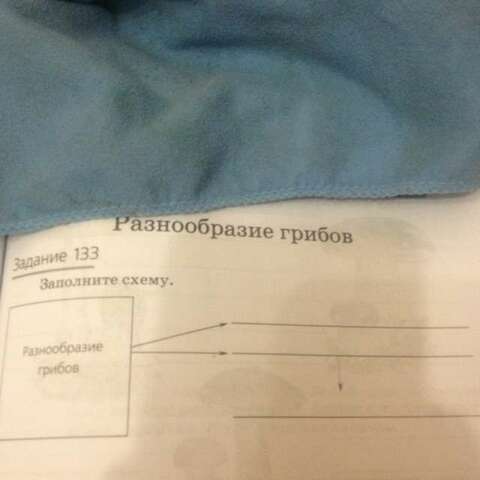 Разнообразие грибов
Задание 133
Заполните схему.
Разнообразие
грибов